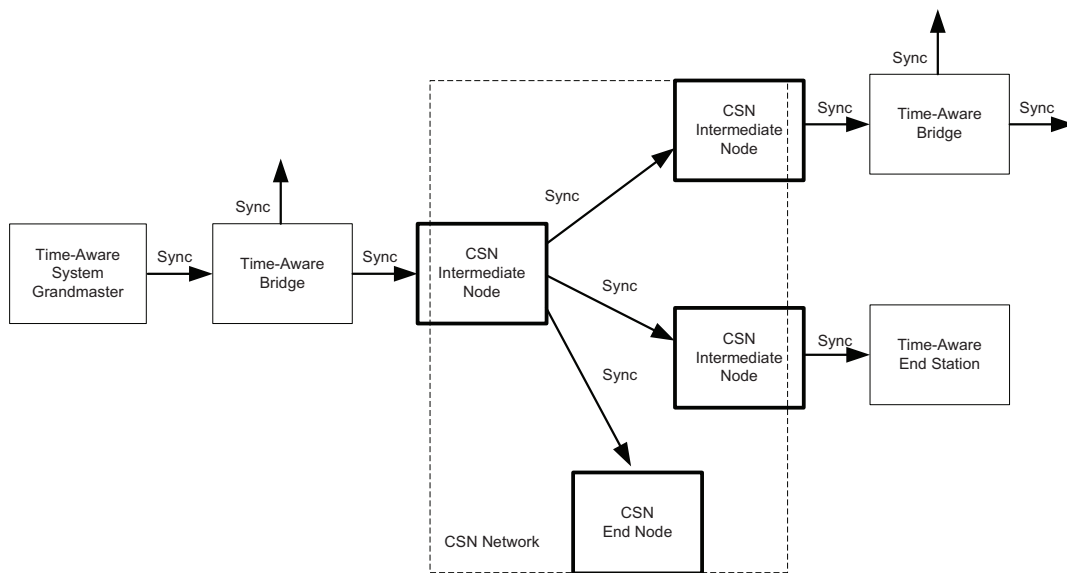 Sync
CSN
Intermediate
Node
Sync
Time-Aware
Bridge
Sync
Sync
Sync
Time-Aware
System
Grandmaster
Sync
Time-Aware
Bridge
Sync
CSN
Intermediate
Node
Sync
CSN
Intermediate
Node
Sync
Time-Aware
End Station
Sync
CSN
End Node
CSN Network